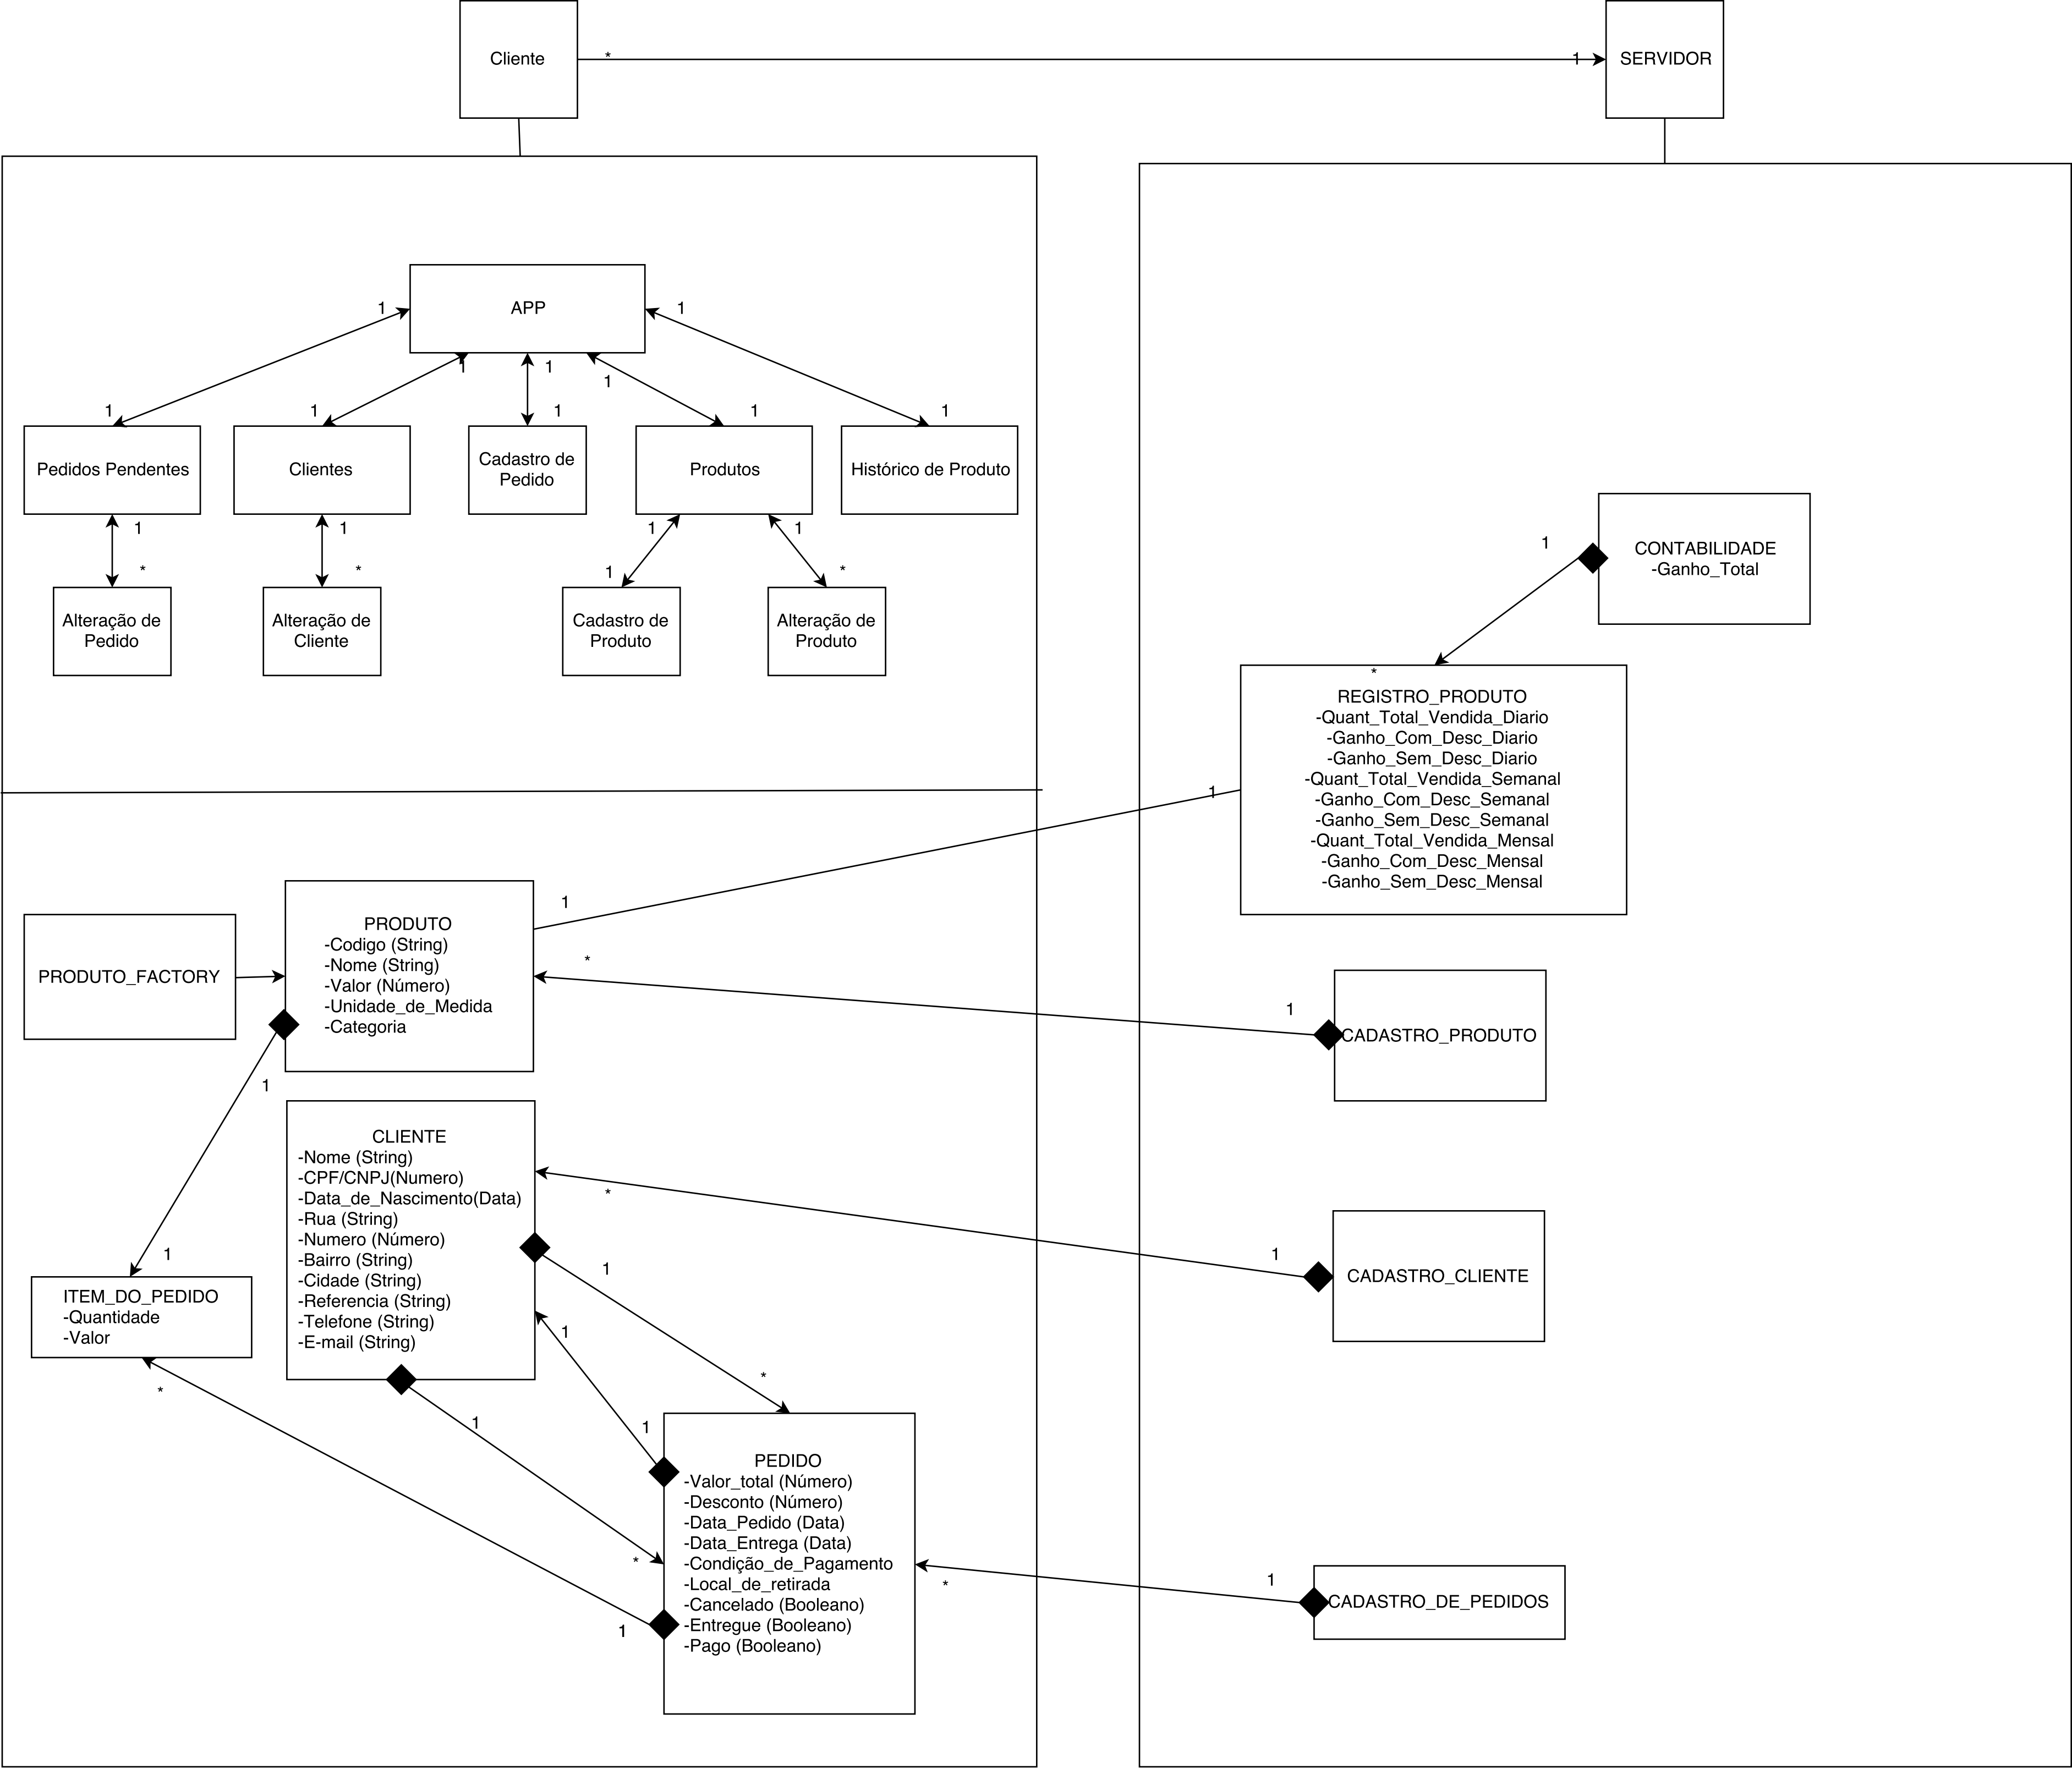 Cliente
*
1
SERVIDOR
APP
1
1
1
1
1
1
1
1
1
1
Pedidos Pendentes
Clientes
Cadastro de
Pedido
Produtos
Histórico de Produto
1
*
1
*
1
1
1
*
Alteração de
Pedido
Alteração de
Cliente
Cadastro de
Produto
Alteração de
Produto
CONTABILIDADE
-Ganho_Total
1
*
REGISTRO_PRODUTO
-Quant_Total_Vendida_Diario
-Ganho_Com_Desc_Diario
-Ganho_Sem_Desc_Diario
-Quant_Total_Vendida_Semanal
-Ganho_Com_Desc_Semanal
-Ganho_Sem_Desc_Semanal
-Quant_Total_Vendida_Mensal
-Ganho_Com_Desc_Mensal
-Ganho_Sem_Desc_Mensal
1
1
PRODUTO_FACTORY
PRODUTO
-Codigo (String)
-Nome (String)
-Valor (Número)
-Unidade_de_Medida
-Categoria
*
1
CADASTRO_PRODUTO
1
1
CLIENTE
-Nome (String)
-CPF/CNPJ(Numero)
-Data_de_Nascimento(Data)
-Rua (String)
-Numero (Número)
-Bairro (String)
-Cidade (String)
-Referencia (String)
-Telefone (String)
-E-mail (String)
*
1
CADASTRO_CLIENTE
ITEM_DO_PEDIDO
-Quantidade
-Valor
*
1
1
*
1
1
1
*
PEDIDO
-Valor_total (Número)
-Desconto (Número)
-Data_Pedido (Data)
-Data_Entrega (Data)
-Condição_de_Pagamento
-Local_de_retirada
-Cancelado (Booleano)
-Entregue (Booleano)
-Pago (Booleano)
*
1
CADASTRO_DE_PEDIDOS